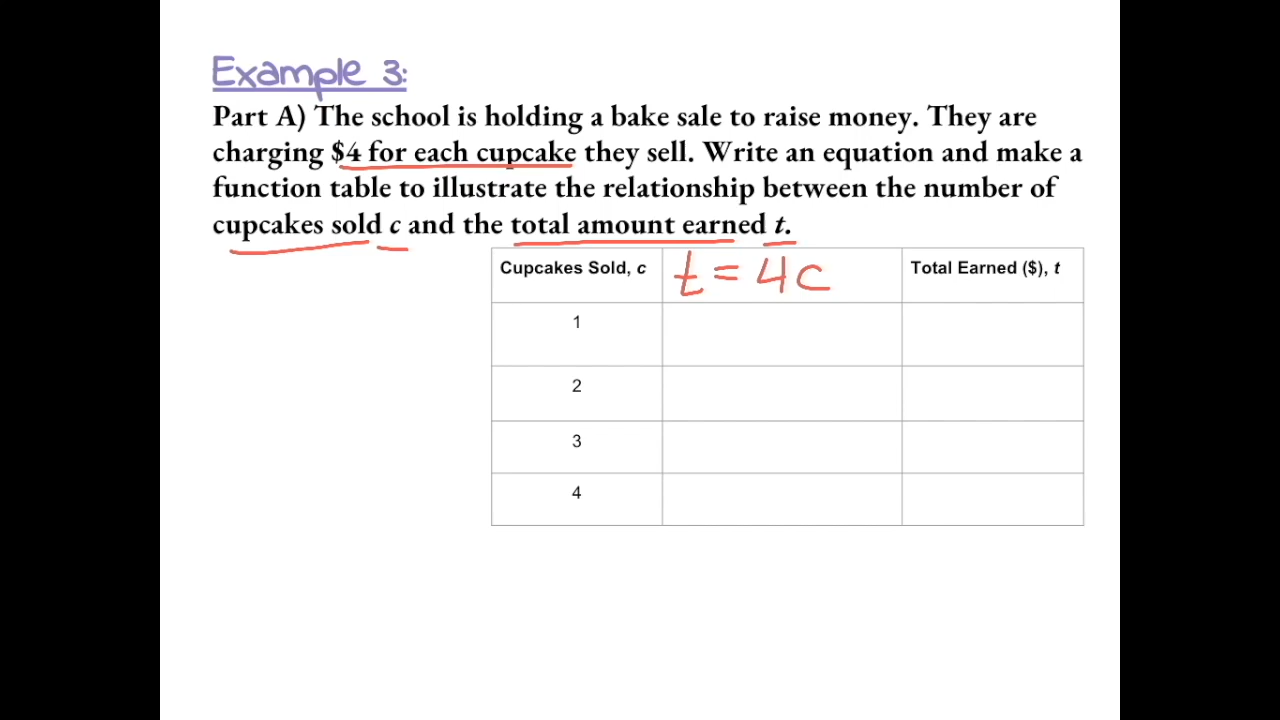 Example 3:
Part A) The school is holding a bake sale to raise money. They are
charging $4 for each cupcake they sell. Write an equation and make a
function table to illustrate the relationship between the number of
cupcakes sold c and the total amount earned t.
Cupcakes Sold, c t = 4c Total Earned ($), t
1
2
3
4